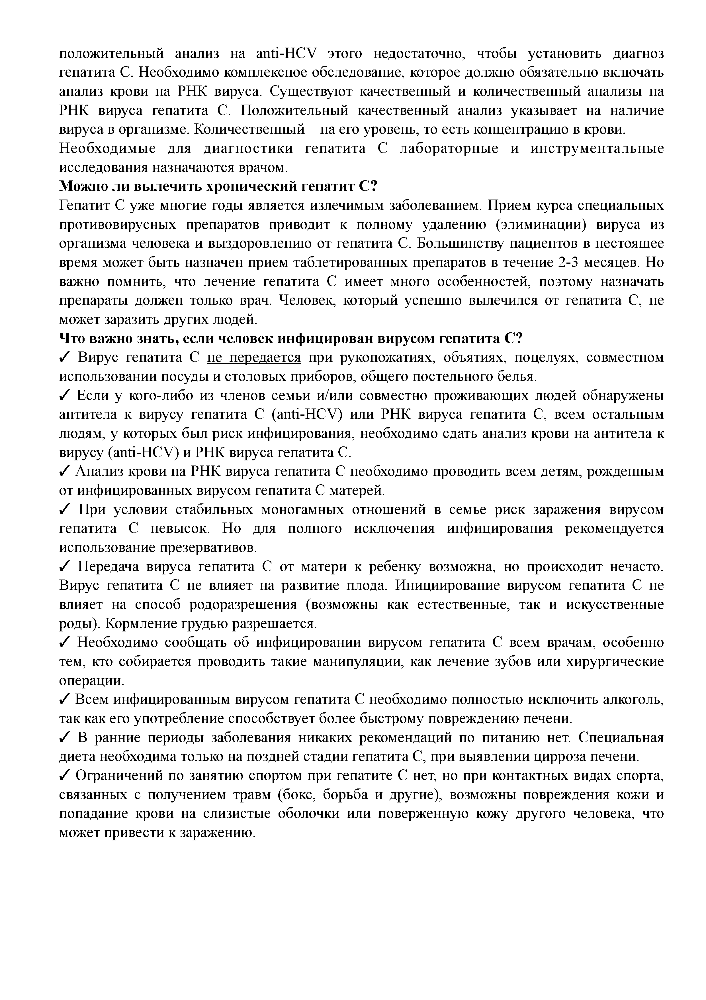 положительный анализ на anti-HCV этого недостаточно, чтобы установить диагноз
гепатита С. Необходимо комплексное обследование, которое должно обязательно включать
анализ крови на РНК вируса. Существуют качественный и количественный анализы на
РНК вируса гепатита С. Положительный качественный анализ указывает на наличие
вируса в организме. Количественный – на его уровень, то есть концентрацию в крови.
Необходимые для диагностики гепатита С лабораторные и инструментальные
исследования назначаются врачом.
Можно ли вылечить хронический гепатит С?
Гепатит С уже многие годы является излечимым заболеванием. Прием курса специальных
противовирусных препаратов приводит к полному удалению (элиминации) вируса из
организма человека и выздоровлению от гепатита С. Большинству пациентов в нестоящее
время может быть назначен прием таблетированных препаратов в течение 2-3 месяцев. Но
важно помнить, что лечение гепатита С имеет много особенностей, поэтому назначать
препараты должен только врач. Человек, который успешно вылечился от гепатита С, не
может заразить других людей.
Что важно знать, если человек инфицирован вирусом гепатита С?
✓ Вирус гепатита С не передается при рукопожатиях, объятиях, поцелуях, совместном
использовании посуды и столовых приборов, общего постельного белья.
✓ Если у кого-либо из членов семьи и/или совместно проживающих людей обнаружены
антитела к вирусу гепатита С (anti-HCV) или РНК вируса гепатита С, всем остальным
людям, у которых был риск инфицирования, необходимо сдать анализ крови на антитела к
вирусу (anti-HCV) и РНК вируса гепатита С.
✓ Анализ крови на РНК вируса гепатита С необходимо проводить всем детям, рожденным
от инфицированных вирусом гепатита С матерей.
✓ При условии стабильных моногамных отношений в семье риск заражения вирусом
гепатита С невысок. Но для полного исключения инфицирования рекомендуется
использование презервативов.
✓ Передача вируса гепатита С от матери к ребенку возможна, но происходит нечасто.
Вирус гепатита С не влияет на развитие плода. Инициирование вирусом гепатита С не
влияет на способ родоразрешения (возможны как естественные, так и искусственные
роды). Кормление грудью разрешается.
✓ Необходимо сообщать об инфицировании вирусом гепатита С всем врачам, особенно
тем, кто собирается проводить такие манипуляции, как лечение зубов или хирургические
операции.
✓ Всем инфицированным вирусом гепатита С необходимо полностью исключить алкоголь,
так как его употребление способствует более быстрому повреждению печени.
✓ В ранние периоды заболевания никаких рекомендаций по питанию нет. Специальная
диета необходима только на поздней стадии гепатита С, при выявлении цирроза печени.
✓ Ограничений по занятию спортом при гепатите С нет, но при контактных видах спорта,
связанных с получением травм (бокс, борьба и другие), возможны повреждения кожи и
попадание крови на слизистые оболочки или поверженную кожу другого человека, что
может привести к заражению.